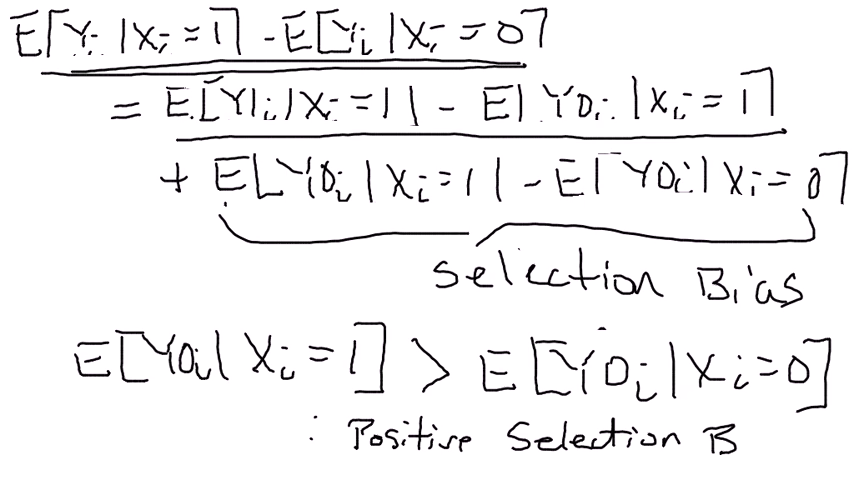 E[Yi | Xi = 1] - E[Yi | Xi = 0]
= E[Y1i | Xi = 1] - E[Y0i | Xi = 1]
+ E[Y0i | Xi = 1] - E[Y0i | Xi = 0]
Selection Bias
E[Y0i | Xi = 1] > E[Y0i | Xi = 0]
: Positive Selection B